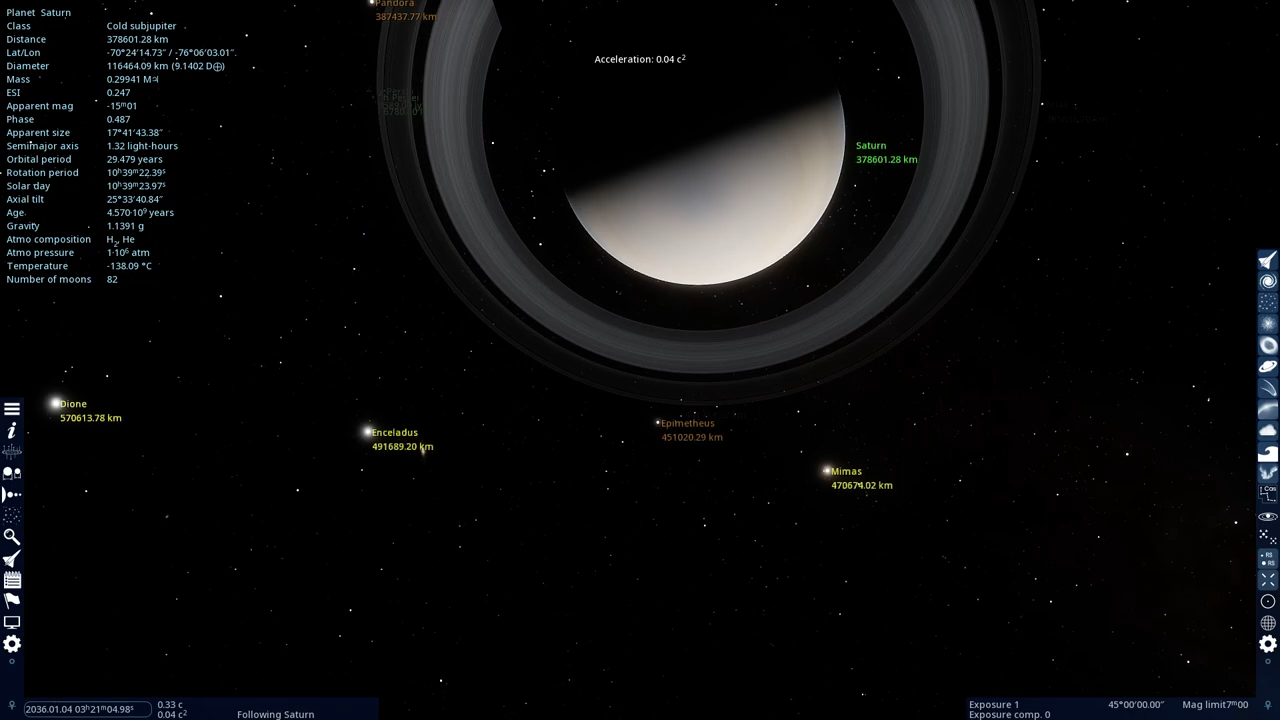 Planet Saturn
Class Cold subjupiter
Distance 378601.28 km
Lat/Lon -70°24′14.73″ / -76°06′03.01″
Diameter 116464.09 km (9.1402 D⊕)
Mass 0.29941 M♃
ESI 0.247
Apparent mag -15ᵐ01
Phase 0.487
Apparent size 17°41′43.38″
Semimajor axis 1.32 light-hours
Orbital period 29.479 years
Rotation period 10ʰ39ᵐ22.39ˢ
Solar day 10ʰ39ᵐ23.97ˢ
Axial tilt 25°33′40.84″
Age 4.570·10⁹ years
Gravity 1.1391 g
Atmo composition H₂, He
Atmo pressure 1·10⁶ atm
Temperature -138.09 °C
Number of moons 82
Pandora
387437.77 km
Acceleration: 0.04 c²
Saturn
378601.28 km
Dione
570613.78 km
Enceladus
491689.20 km
Epimetheus
451020.29 km
Mimas
470674.02 km
RS
RS
2036.01.04 03ʰ21ᵐ04.98ˢ
0.33 c
0.04 c²
Following Saturn
Exposure 1
Exposure comp. 0
45°00′00.00″
Mag limit 7ᵐ00